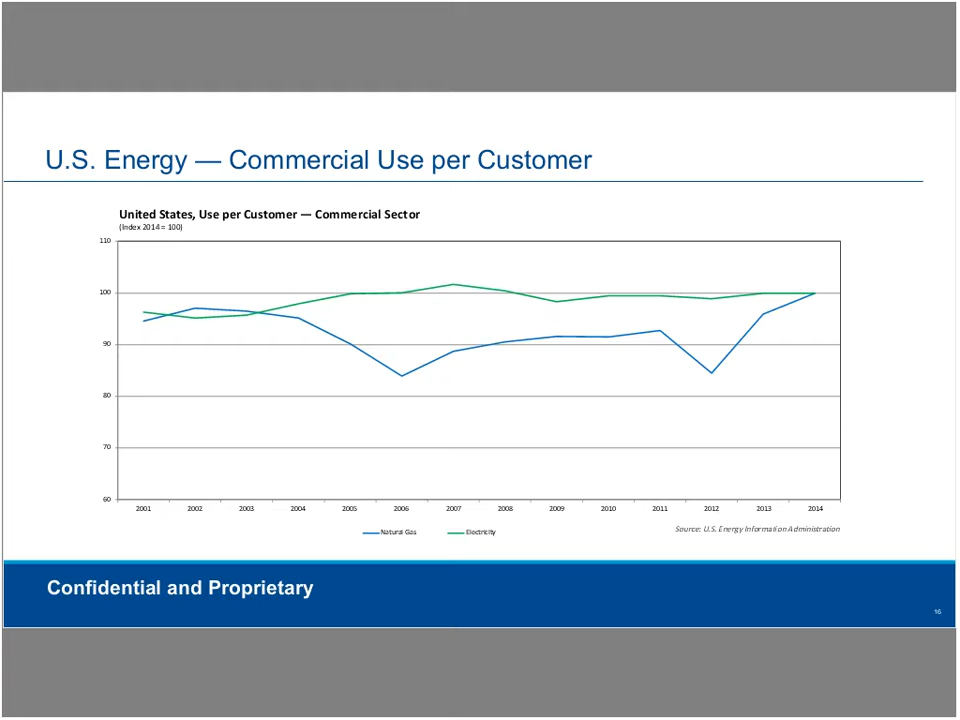 U.S. Energy — Commercial Use per Customer
United States, Use per Customer — Commercial Sector
(Index 2014 = 100)
110
100
90
80
70
60
2001 2002 2003 2004 2005 2006 2007 2008 2009 2010 2011 2012 2013 2014
Natural Gas Electricity
Source: U.S. Energy Information Administration
Confidential and Proprietary
16